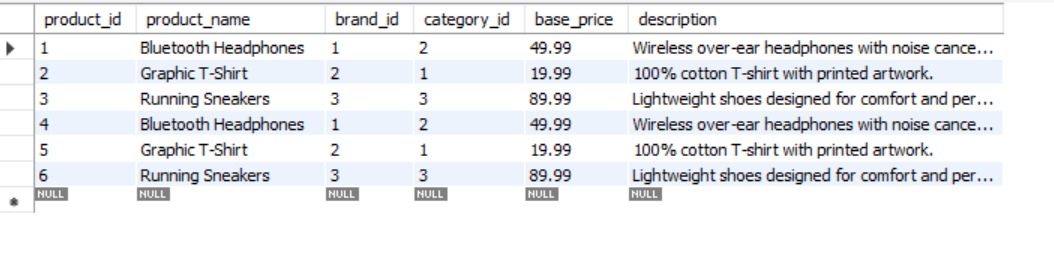 product_id product_name brand_id category_id base_price description
1 Bluetooth Headphones 1 2 49.99 Wireless over-ear headphones with noise cance...
2 Graphic T-Shirt 2 1 19.99 100% cotton T-shirt with printed artwork.
3 Running Sneakers 3 3 89.99 Lightweight shoes designed for comfort and per...
4 Bluetooth Headphones 1 2 49.99 Wireless over-ear headphones with noise cance...
5 Graphic T-Shirt 2 1 19.99 100% cotton T-shirt with printed artwork.
6 Running Sneakers 3 3 89.99 Lightweight shoes designed for comfort and per...
NULL NULL NULL NULL NULL NULL